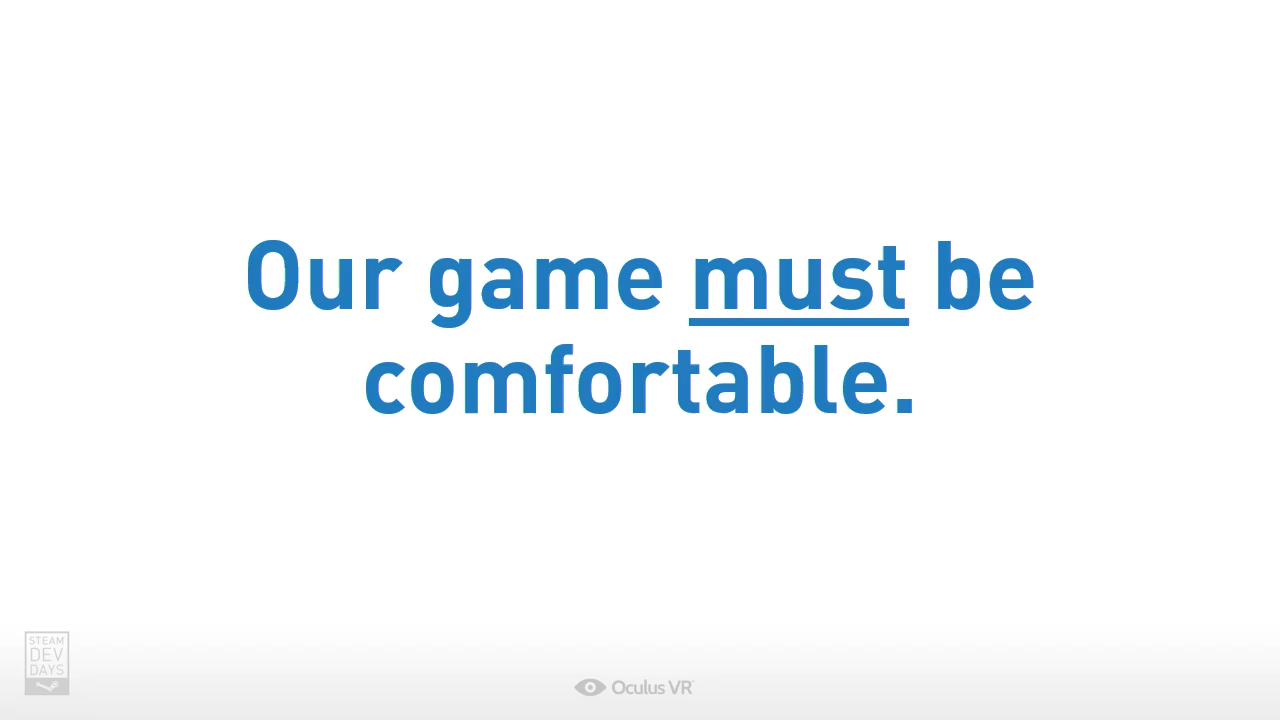 Our game must be
comfortable.
STEAM
DEV
DAYS
Oculus VR